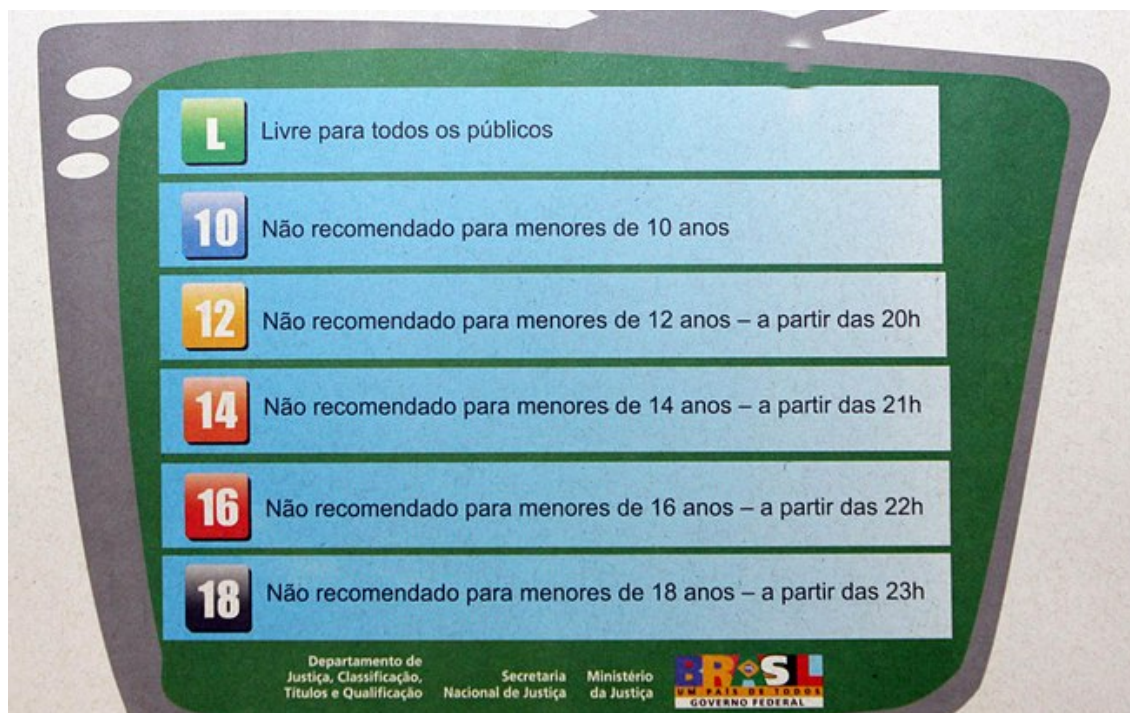 L Livre para todos os públicos
10 Não recomendado para menores de 10 anos
12 Não recomendado para menores de 12 anos – a partir das 20h
14 Não recomendado para menores de 14 anos – a partir das 21h
16 Não recomendado para menores de 16 anos – a partir das 22h
18 Não recomendado para menores de 18 anos – a partir das 23h
Departamento de
Justiça, Classificação,
Títulos e Qualificação
Secretaria
Nacional de Justiça
Ministério
da Justiça
BRASIL
UM PAÍS DE TODOS
GOVERNO FEDERAL